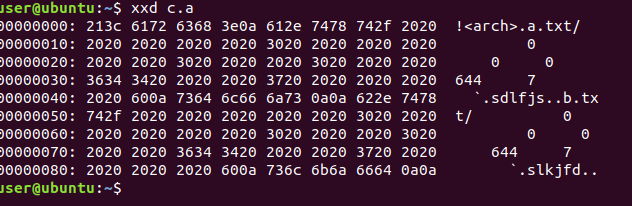 user@ubuntu:~$ xxd c.a
00000000: 213c 6172 6368 3e0a 612e 7478 742f 2020  !<arch>.a.txt/
00000010: 2020 2020 2020 2020 3020 2020 2020 2020          0
00000020: 2020 2020 3020 2020 2020 3020 2020 2020      0     0
00000030: 3634 3420 2020 2020 3720 2020 2020 2020  644     7
00000040: 2020 600a 7364 6c66 6a73 0a0a 622e 7478    `.sdlfjs..b.tx
00000050: 742f 2020 2020 2020 2020 2020 3020 2020  t/          0
00000060: 2020 2020 2020 2020 3020 2020 2020 3020          0     0
00000070: 2020 2020 3634 3420 2020 2020 3720 2020      644     7
00000080: 2020 2020 2020 600a 736c 6b6a 6664 0a0a        `.slkjfd..
user@ubuntu:~$